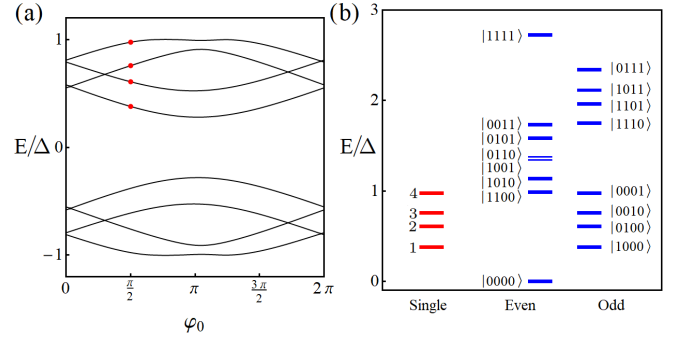 (a)
1
E/Δ
0
−1
0
π/2
π
3π/2
2π
φ₀
(b)
3
2
E/Δ
1
0
4
3
2
1
Single
|1111⟩
|0011⟩
|0101⟩
|0110⟩
|1001⟩
|1010⟩
|1100⟩
|0000⟩
Even
|0111⟩
|1011⟩
|1101⟩
|1110⟩
|0001⟩
|0010⟩
|0100⟩
|1000⟩
Odd